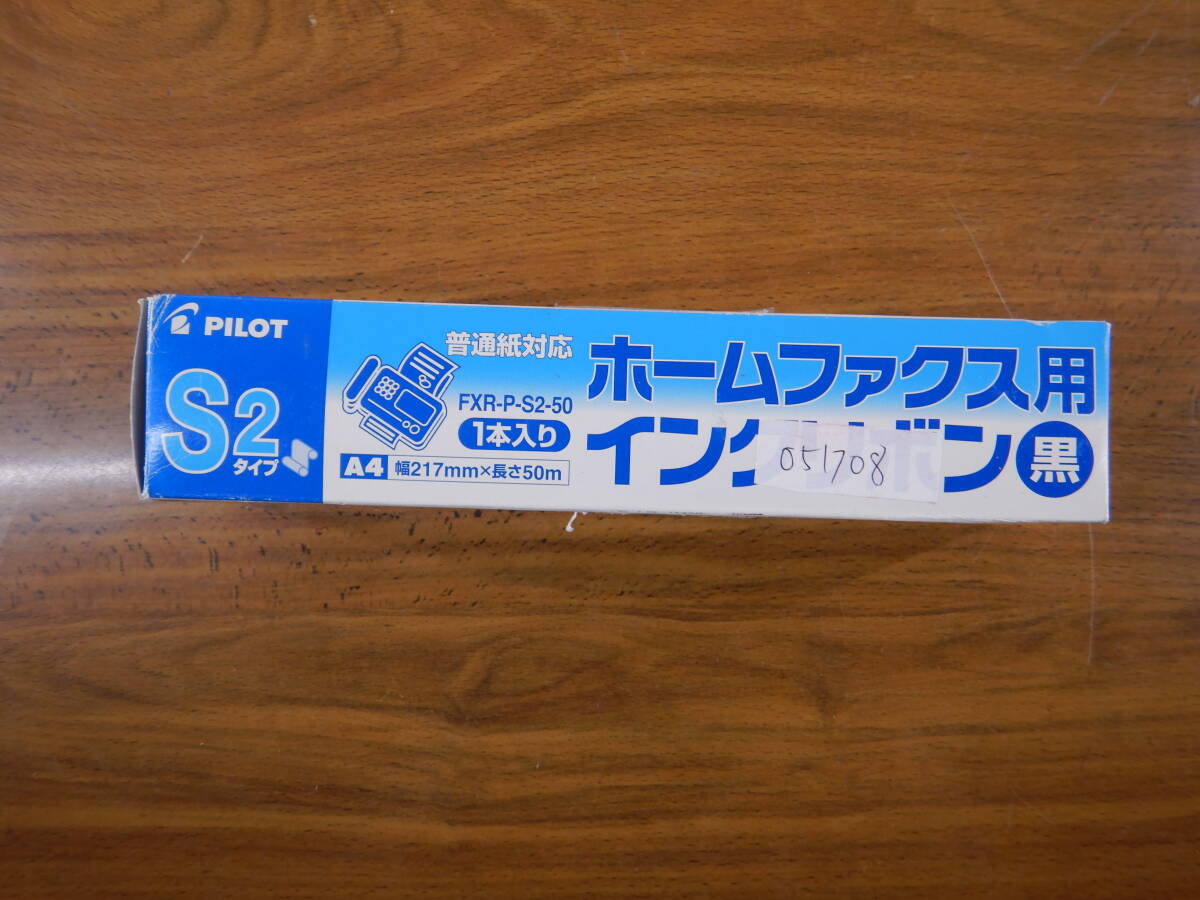 PILOT
S2
タイプ
普通紙対応
FXR-P-S2-50
1本入り
A4 幅217mm×長さ50m
ホームファクス用
インクリボン 黒
051708